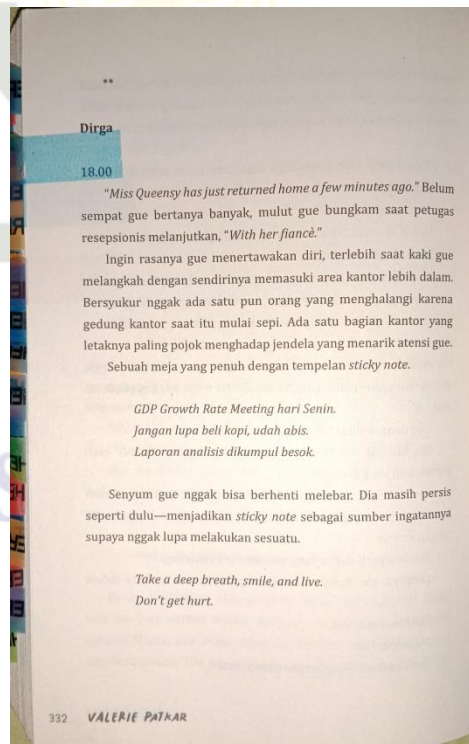 **
Dirga
18.00
"Miss Queensy has just returned home a few minutes ago." Belum
sempat gue bertanya banyak, mulut gue bungkam saat petugas
resepsionis melanjutkan, "With her fiancè."
Ingin rasanya gue menertawakan diri, terlebih saat kaki gue
melangkah dengan sendirinya memasuki area kantor lebih dalam.
Bersyukur nggak ada satu pun orang yang menghalangi karena
gedung kantor saat itu mulai sepi. Ada satu bagian kantor yang
letaknya paling pojok menghadap jendela yang menarik atensi gue.
Sebuah meja yang penuh dengan tempelan sticky note.
GDP Growth Rate Meeting hari Senin.
Jangan lupa beli kopi, udah abis.
Laporan analisis dikumpul besok.
Senyum gue nggak bisa berhenti melebar. Dia masih persis
seperti dulu—menjadikan sticky note sebagai sumber ingatannya
supaya nggak lupa melakukan sesuatu.
Take a deep breath, smile, and live.
Don't get hurt.
332 VALERIE PATKAR